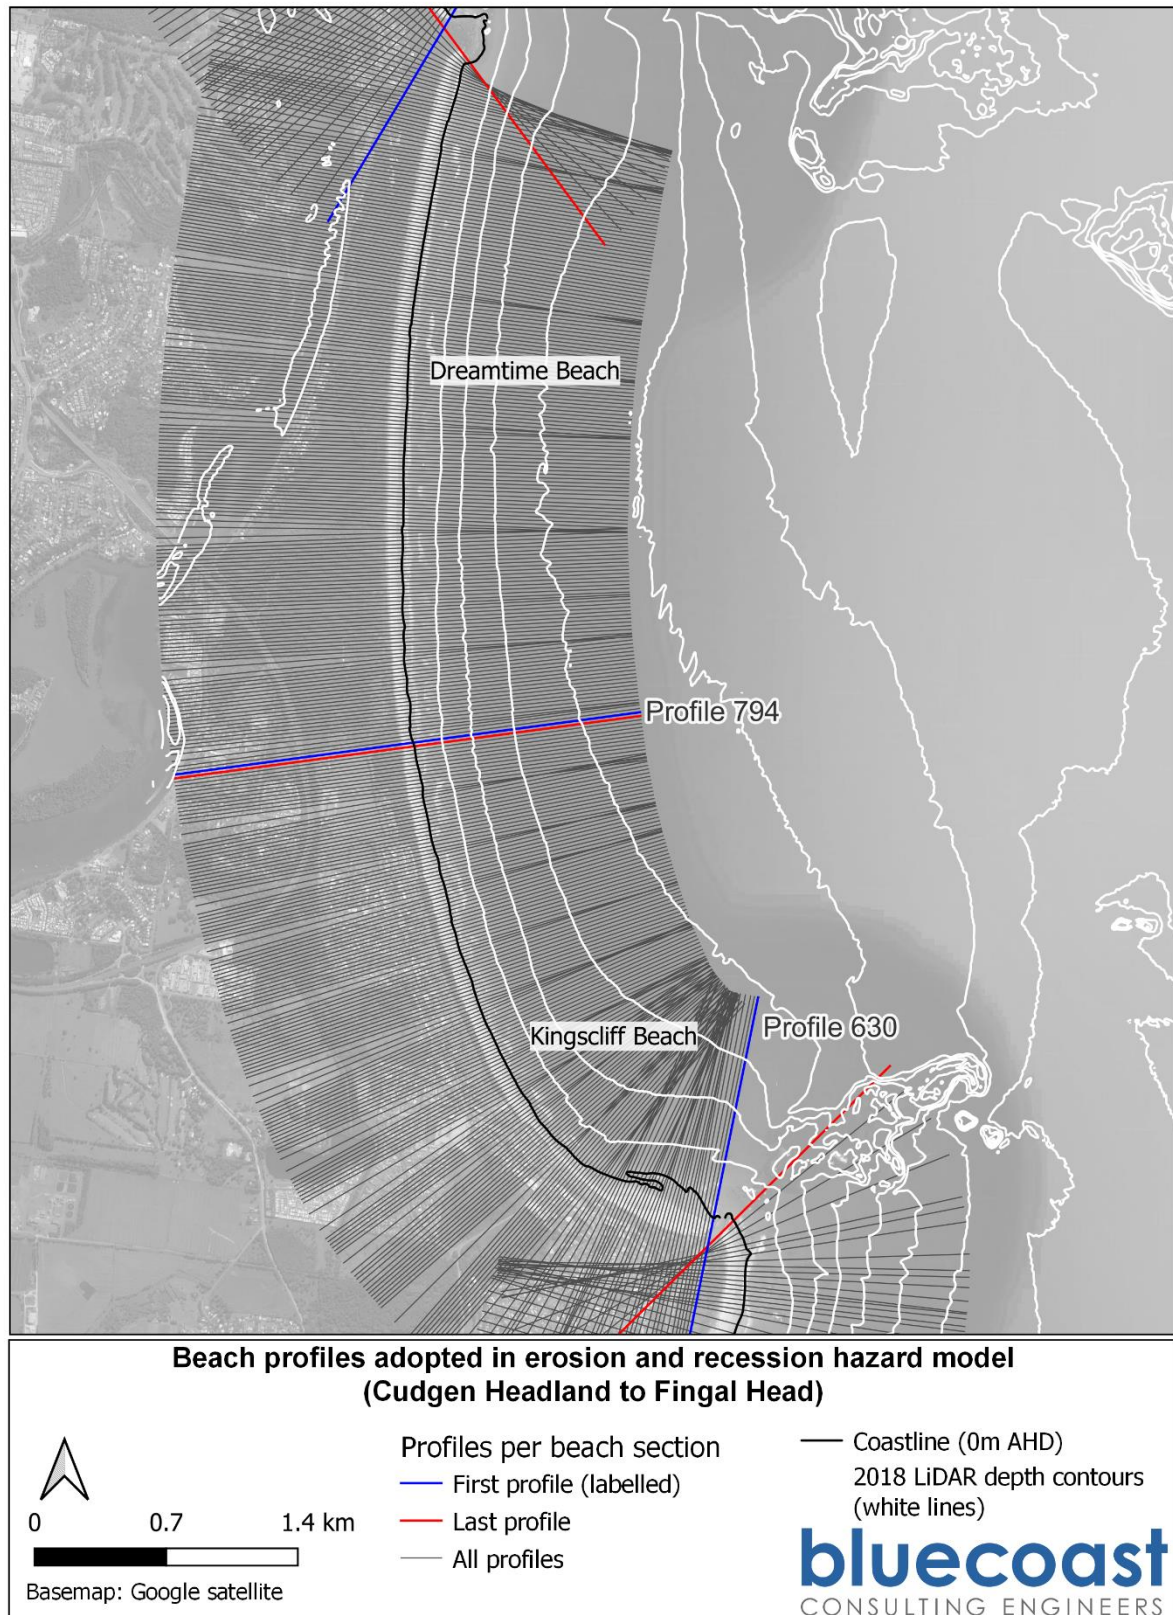 Dreamtime Beach
Profile 794
Profile 630
Kingscliff Beach
Beach profiles adopted in erosion and recession hazard model
(Cudgen Headland to Fingal Head)
0 0.7 1.4 km
Basemap: Google satellite
Profiles per beach section
First profile (labelled)
Last profile
All profiles
Coastline (0m AHD)
2018 LiDAR depth contours
(white lines)
bluecoast
CONSULTING ENGINEERS